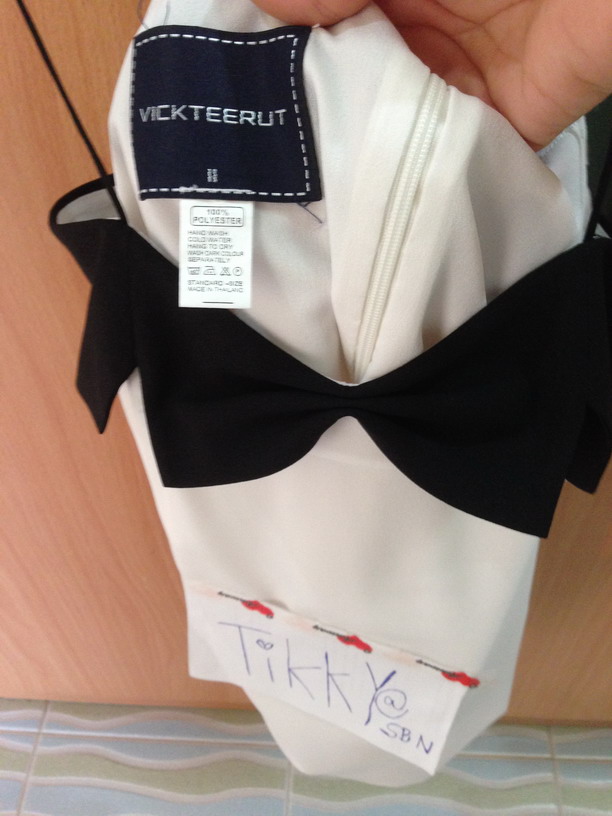 VICKTEERUT
100%
POLYESTER
HAND WASH
COLD WATER
HANG TO DRY
WASH DARK COLOUR
SEPARATELY
STANDARD -SIZE
MADE IN THAILAND
Tikky@
SBN